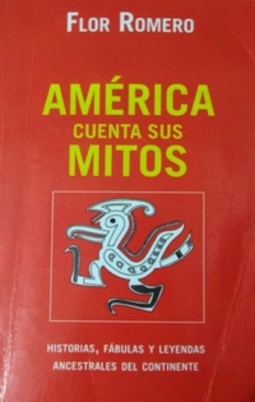 FLOR ROMERO
AMÉRICA
CUENTA SUS
MITOS
HISTORIAS, FÁBULAS Y LEYENDAS
ANCESTRALES DEL CONTINENTE